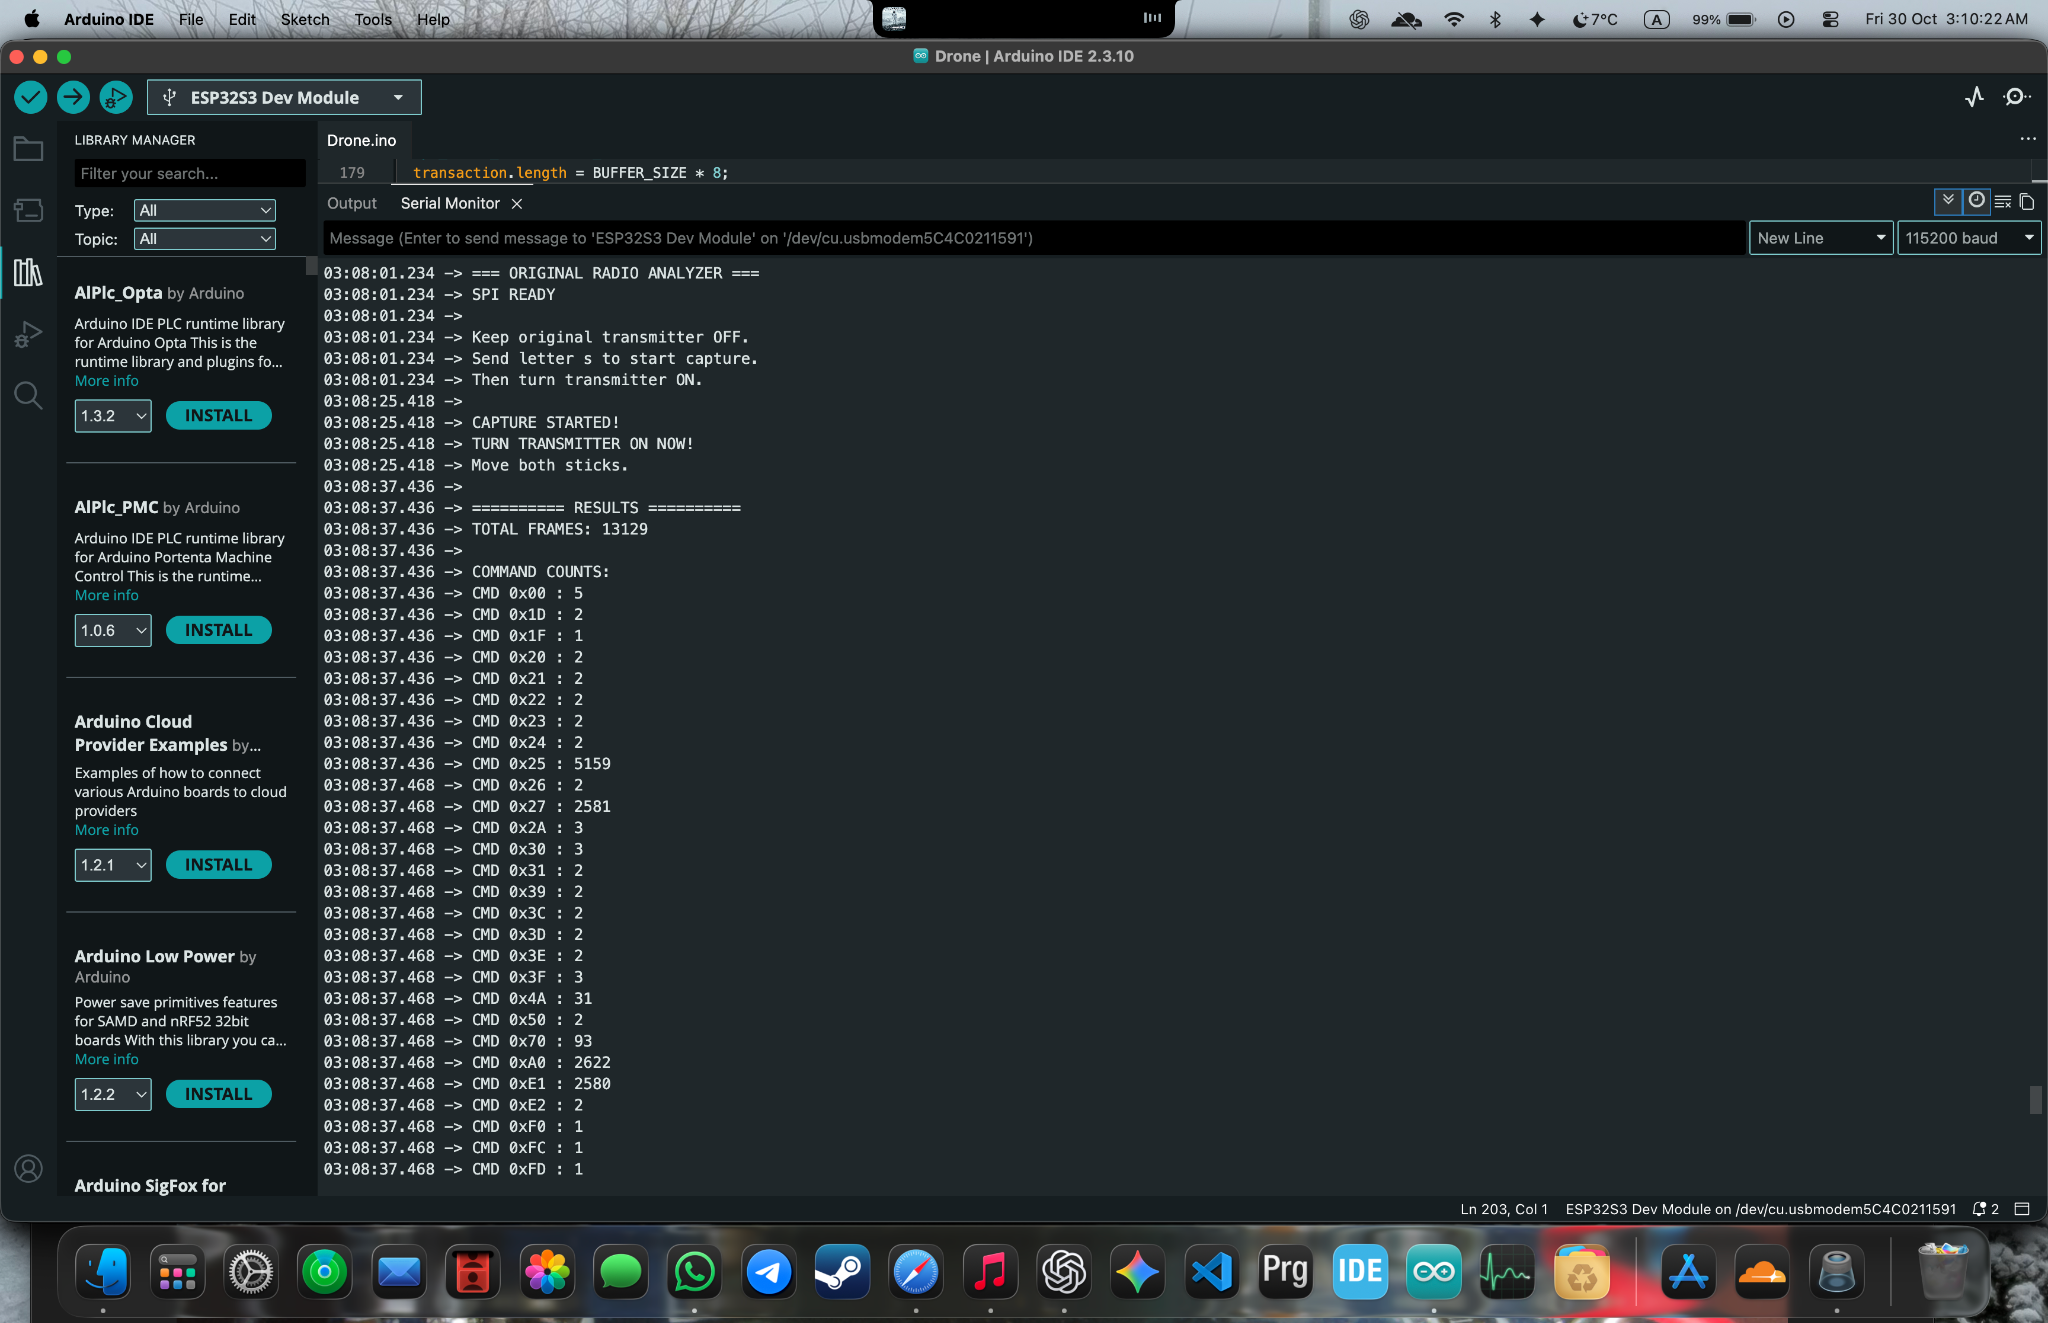 Arduino IDE File Edit Sketch Tools Help
7°C A 99% Fri 30 Oct 3:10:22 AM
Drone | Arduino IDE 2.3.10
ESP32S3 Dev Module
LIBRARY MANAGER
Filter your search...
Type: All
Topic: All
AlPlc_Opta by Arduino
Arduino IDE PLC runtime library
for Arduino Opta This is the
runtime library and plugins fo...
More info
1.3.2 INSTALL
AlPlc_PMC by Arduino
Arduino IDE PLC runtime library
for Arduino Portenta Machine
Control This is the runtime...
More info
1.0.6 INSTALL
Arduino Cloud
Provider Examples by...
Examples of how to connect
various Arduino boards to cloud
providers
More info
1.2.1 INSTALL
Arduino Low Power by
Arduino
Power save primitives features
for SAMD and nRF52 32bit
boards With this library you ca...
More info
1.2.2 INSTALL
Arduino SigFox for
Drone.ino
179 transaction.length = BUFFER_SIZE * 8;
Output Serial Monitor
Message (Enter to send message to 'ESP32S3 Dev Module' on '/dev/cu.usbmodem5C4C0211591')
New Line 115200 baud
03:08:01.234 -> === ORIGINAL RADIO ANALYZER ===
03:08:01.234 -> SPI READY
03:08:01.234 ->
03:08:01.234 -> Keep original transmitter OFF.
03:08:01.234 -> Send letter s to start capture.
03:08:01.234 -> Then turn transmitter ON.
03:08:25.418 ->
03:08:25.418 -> CAPTURE STARTED!
03:08:25.418 -> TURN TRANSMITTER ON NOW!
03:08:25.418 -> Move both sticks.
03:08:37.436 ->
03:08:37.436 -> ========== RESULTS ==========
03:08:37.436 -> TOTAL FRAMES: 13129
03:08:37.436 ->
03:08:37.436 -> COMMAND COUNTS:
03:08:37.436 -> CMD 0x00 : 5
03:08:37.436 -> CMD 0x1D : 2
03:08:37.436 -> CMD 0x1F : 1
03:08:37.436 -> CMD 0x20 : 2
03:08:37.436 -> CMD 0x21 : 2
03:08:37.436 -> CMD 0x22 : 2
03:08:37.436 -> CMD 0x23 : 2
03:08:37.436 -> CMD 0x24 : 2
03:08:37.436 -> CMD 0x25 : 5159
03:08:37.468 -> CMD 0x26 : 2
03:08:37.468 -> CMD 0x27 : 2581
03:08:37.468 -> CMD 0x2A : 3
03:08:37.468 -> CMD 0x30 : 3
03:08:37.468 -> CMD 0x31 : 2
03:08:37.468 -> CMD 0x39 : 2
03:08:37.468 -> CMD 0x3C : 2
03:08:37.468 -> CMD 0x3D : 2
03:08:37.468 -> CMD 0x3E : 2
03:08:37.468 -> CMD 0x3F : 3
03:08:37.468 -> CMD 0x4A : 31
03:08:37.468 -> CMD 0x50 : 2
03:08:37.468 -> CMD 0x70 : 93
03:08:37.468 -> CMD 0xA0 : 2622
03:08:37.468 -> CMD 0xE1 : 2580
03:08:37.468 -> CMD 0xE2 : 2
03:08:37.468 -> CMD 0xF0 : 1
03:08:37.468 -> CMD 0xFC : 1
03:08:37.468 -> CMD 0xFD : 1
Ln 203, Col 1 ESP32S3 Dev Module on /dev/cu.usbmodem5C4C0211591 2
Prg IDE